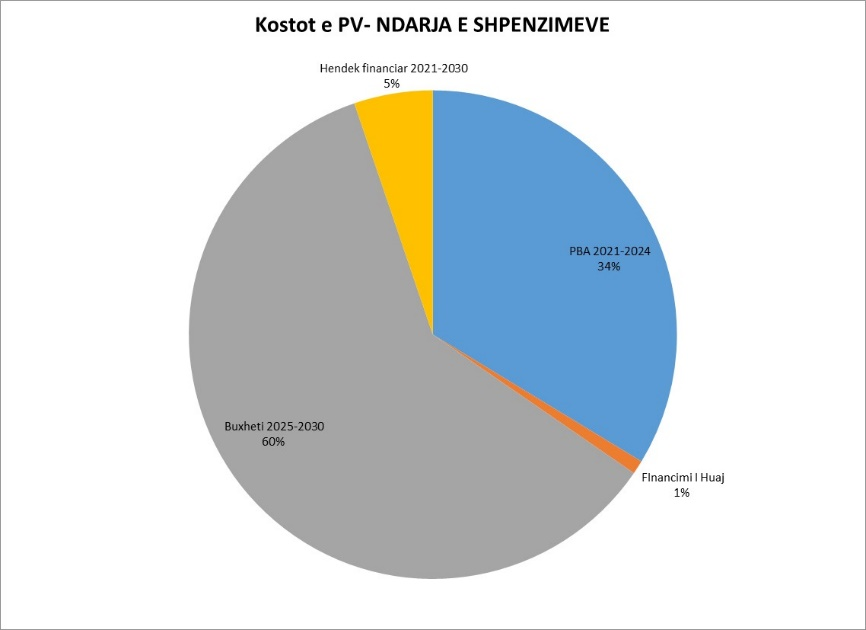 Kostot e PV- NDARJA E SHPENZIMEVE
Hendek financiar 2021-2030
5%
PBA 2021-2024
34%
Buxheti 2025-2030
60%
FInancimi I Huaj
1%